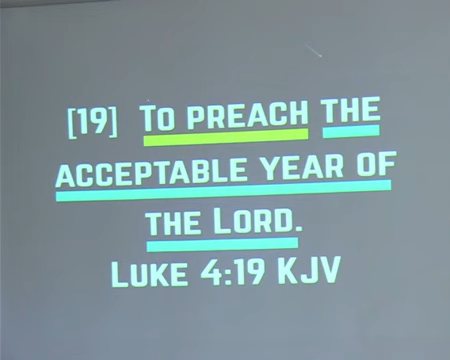 [19] To preach the
acceptable year of
the Lord.
Luke 4:19 KJV